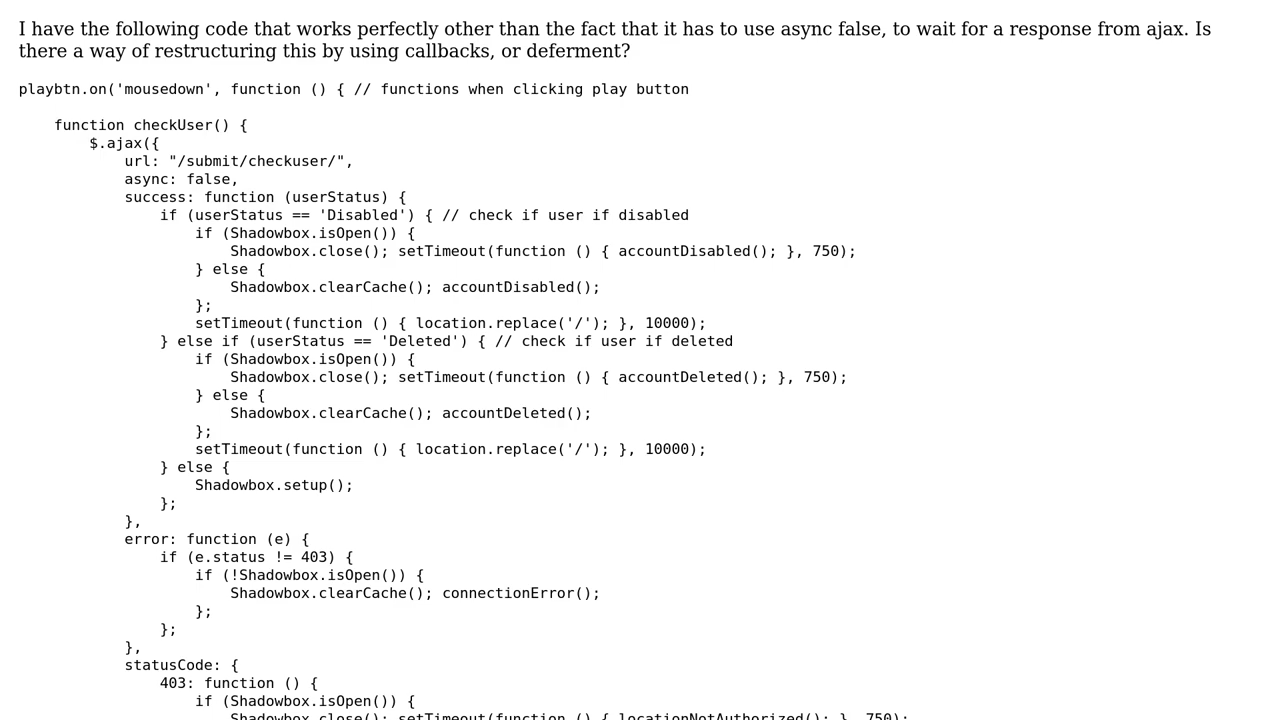 I have the following code that works perfectly other than the fact that it has to use async false, to wait for a response from ajax. Is
there a way of restructuring this by using callbacks, or deferment?
playbtn.on('mousedown', function () { // functions when clicking play button
    function checkUser() {
        $.ajax({
            url: "/submit/checkuser/",
            async: false,
            success: function (userStatus) {
                if (userStatus == 'Disabled') { // check if user if disabled
                    if (Shadowbox.isOpen()) {
                        Shadowbox.close(); setTimeout(function () { accountDisabled(); }, 750);
                    } else {
                        Shadowbox.clearCache(); accountDisabled();
                    };
                    setTimeout(function () { location.replace('/'); }, 10000);
                } else if (userStatus == 'Deleted') { // check if user if deleted
                    if (Shadowbox.isOpen()) {
                        Shadowbox.close(); setTimeout(function () { accountDeleted(); }, 750);
                    } else {
                        Shadowbox.clearCache(); accountDeleted();
                    };
                    setTimeout(function () { location.replace('/'); }, 10000);
                } else {
                    Shadowbox.setup();
                };
            },
            error: function (e) {
                if (e.status != 403) {
                    if (!Shadowbox.isOpen()) {
                        Shadowbox.clearCache(); connectionError();
                    };
                };
            },
            statusCode: {
                403: function () {
                    if (Shadowbox.isOpen()) {
                        Shadowbox.close(); setTimeout(function () { locationNotAuthorized(); }, 750);